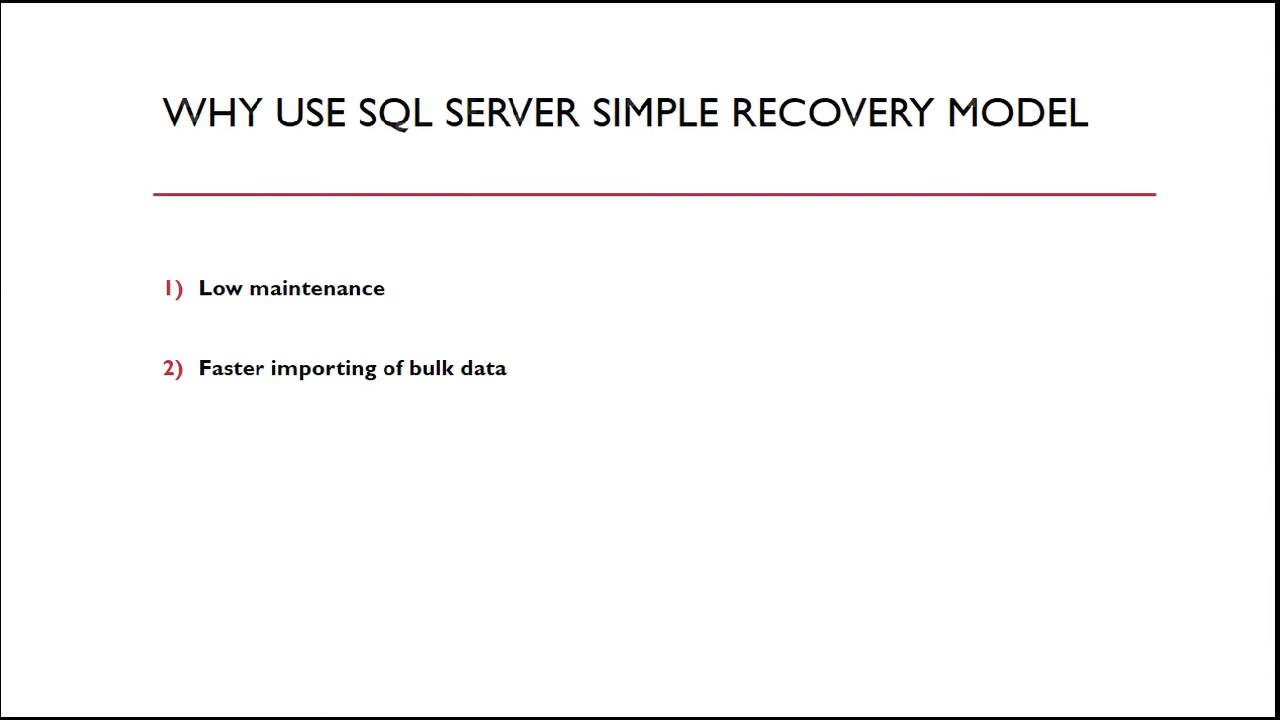 WHY USE SQL SERVER SIMPLE RECOVERY MODEL
1) Low maintenance
2) Faster importing of bulk data